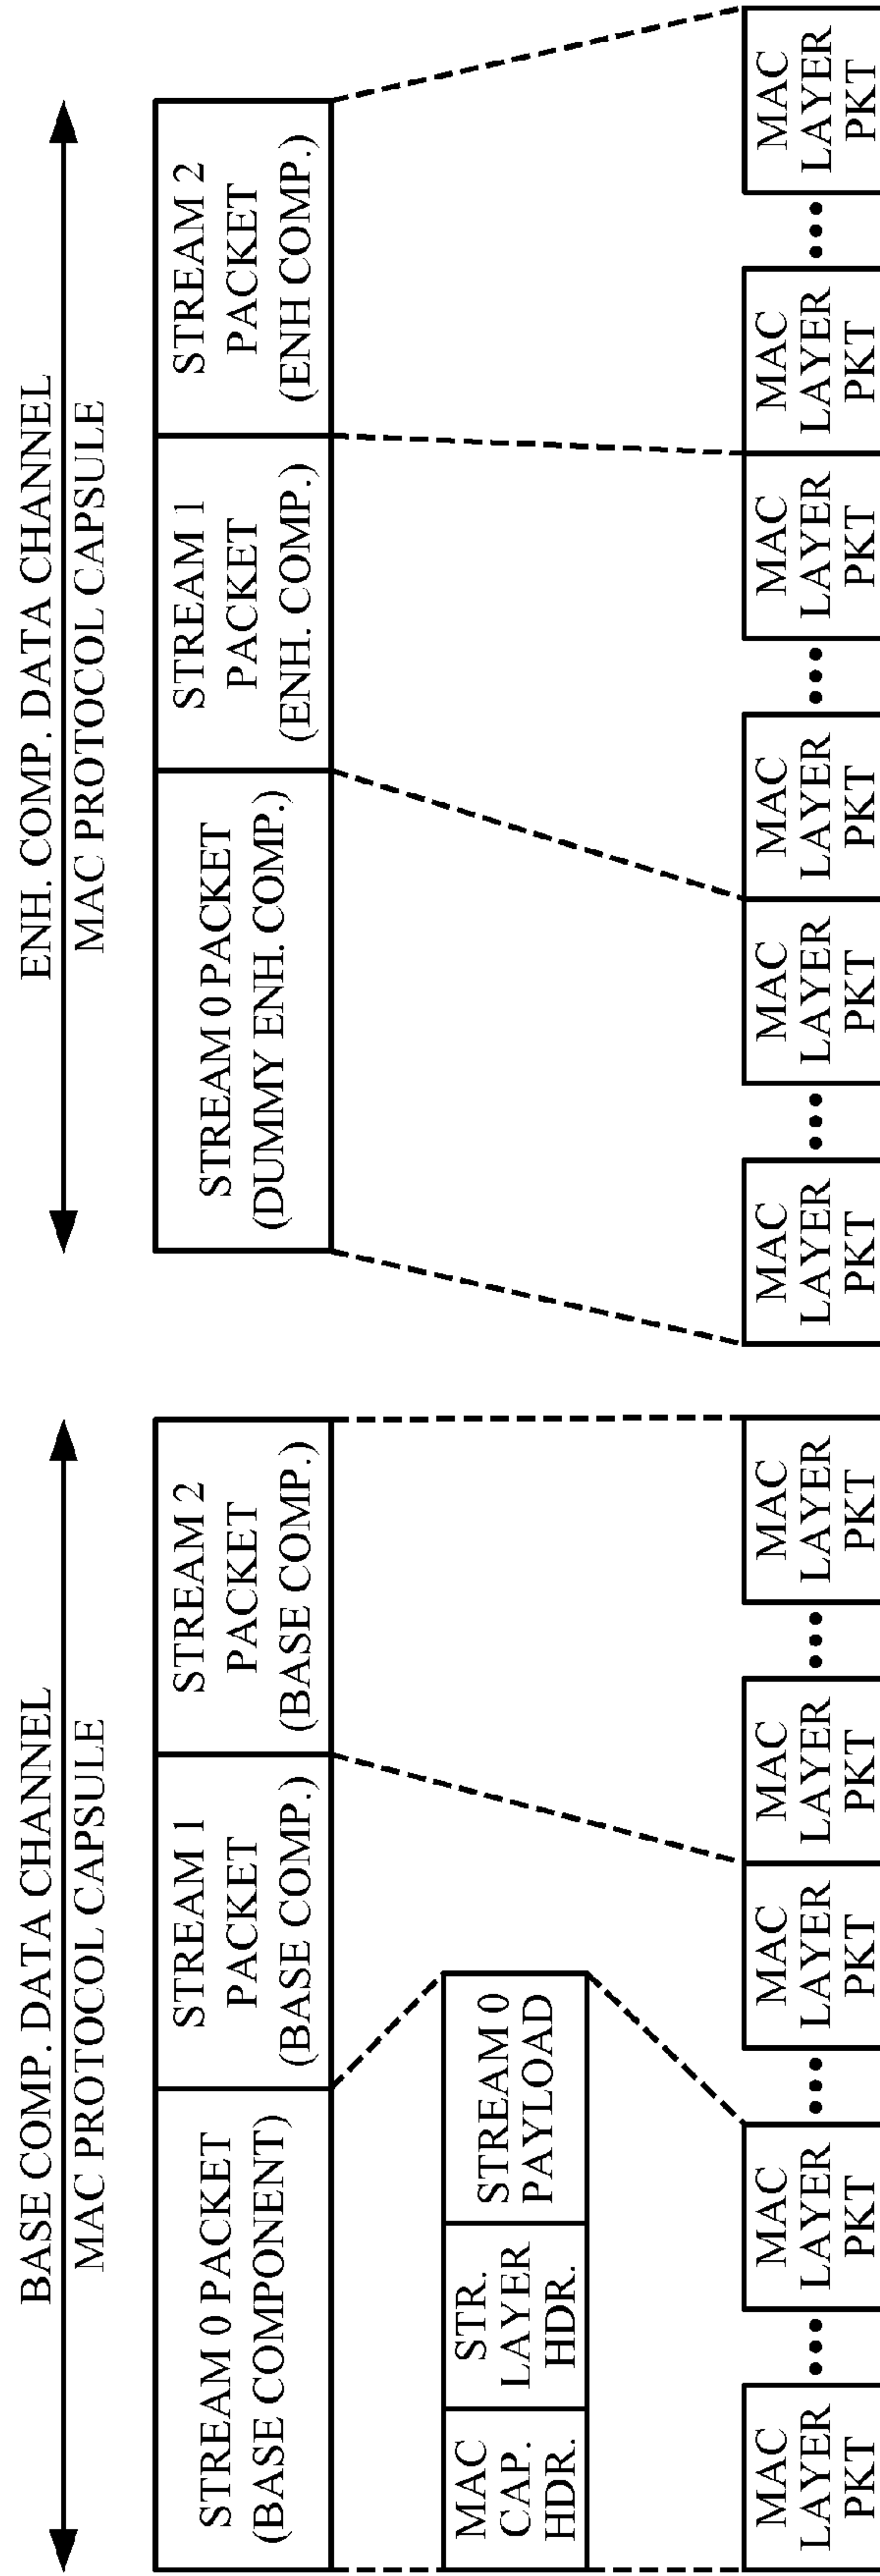 BASE COMP. DATA CHANNEL
MAC PROTOCOL CAPSULE
STREAM 0 PACKET
(BASE COMPONENT)
STREAM 1
PACKET
(BASE COMP.)
STREAM 2
PACKET
(BASE COMP.)
MAC
CAP.
HDR.
STR.
LAYER
HDR.
STREAM 0
PAYLOAD
MAC
LAYER
PKT
MAC
LAYER
PKT
MAC
LAYER
PKT
MAC
LAYER
PKT
MAC
LAYER
PKT
ENH. COMP. DATA CHANNEL
MAC PROTOCOL CAPSULE
STREAM 0 PACKET
(DUMMY ENH. COMP.)
STREAM 1
PACKET
(ENH. COMP.)
STREAM 2
PACKET
(ENH COMP.)
MAC
LAYER
PKT
MAC
LAYER
PKT
MAC
LAYER
PKT
MAC
LAYER
PKT
MAC
LAYER
PKT
MAC
LAYER
PKT